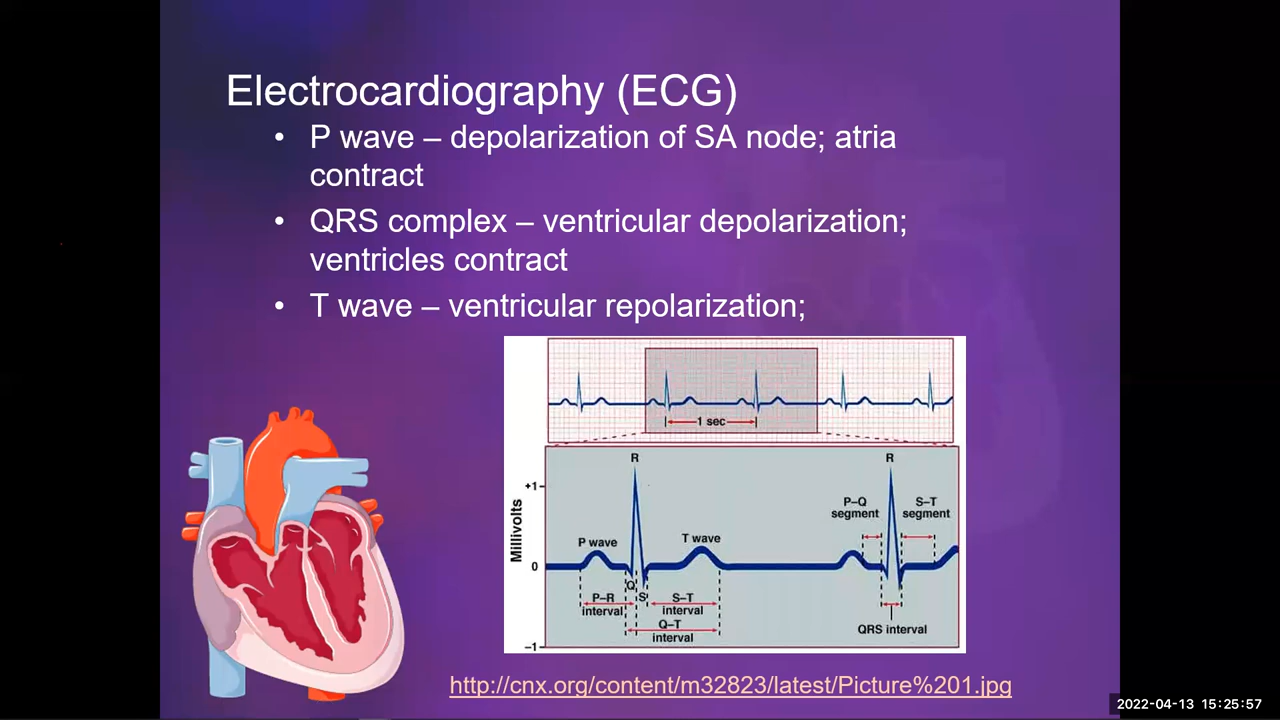 Electrocardiography (ECG)
• P wave – depolarization of SA node; atria
contract
• QRS complex – ventricular depolarization;
ventricles contract
• T wave – ventricular repolarization;
1 sec
R
R
+1
P–Q
segment
S–T
segment
Millivolts
P wave
T wave
0
Q
S
P–R
interval
S–T
interval
Q–T
interval
QRS interval
–1
http://cnx.org/content/m32823/latest/Picture%201.jpg
2022-04-13 15:25:57